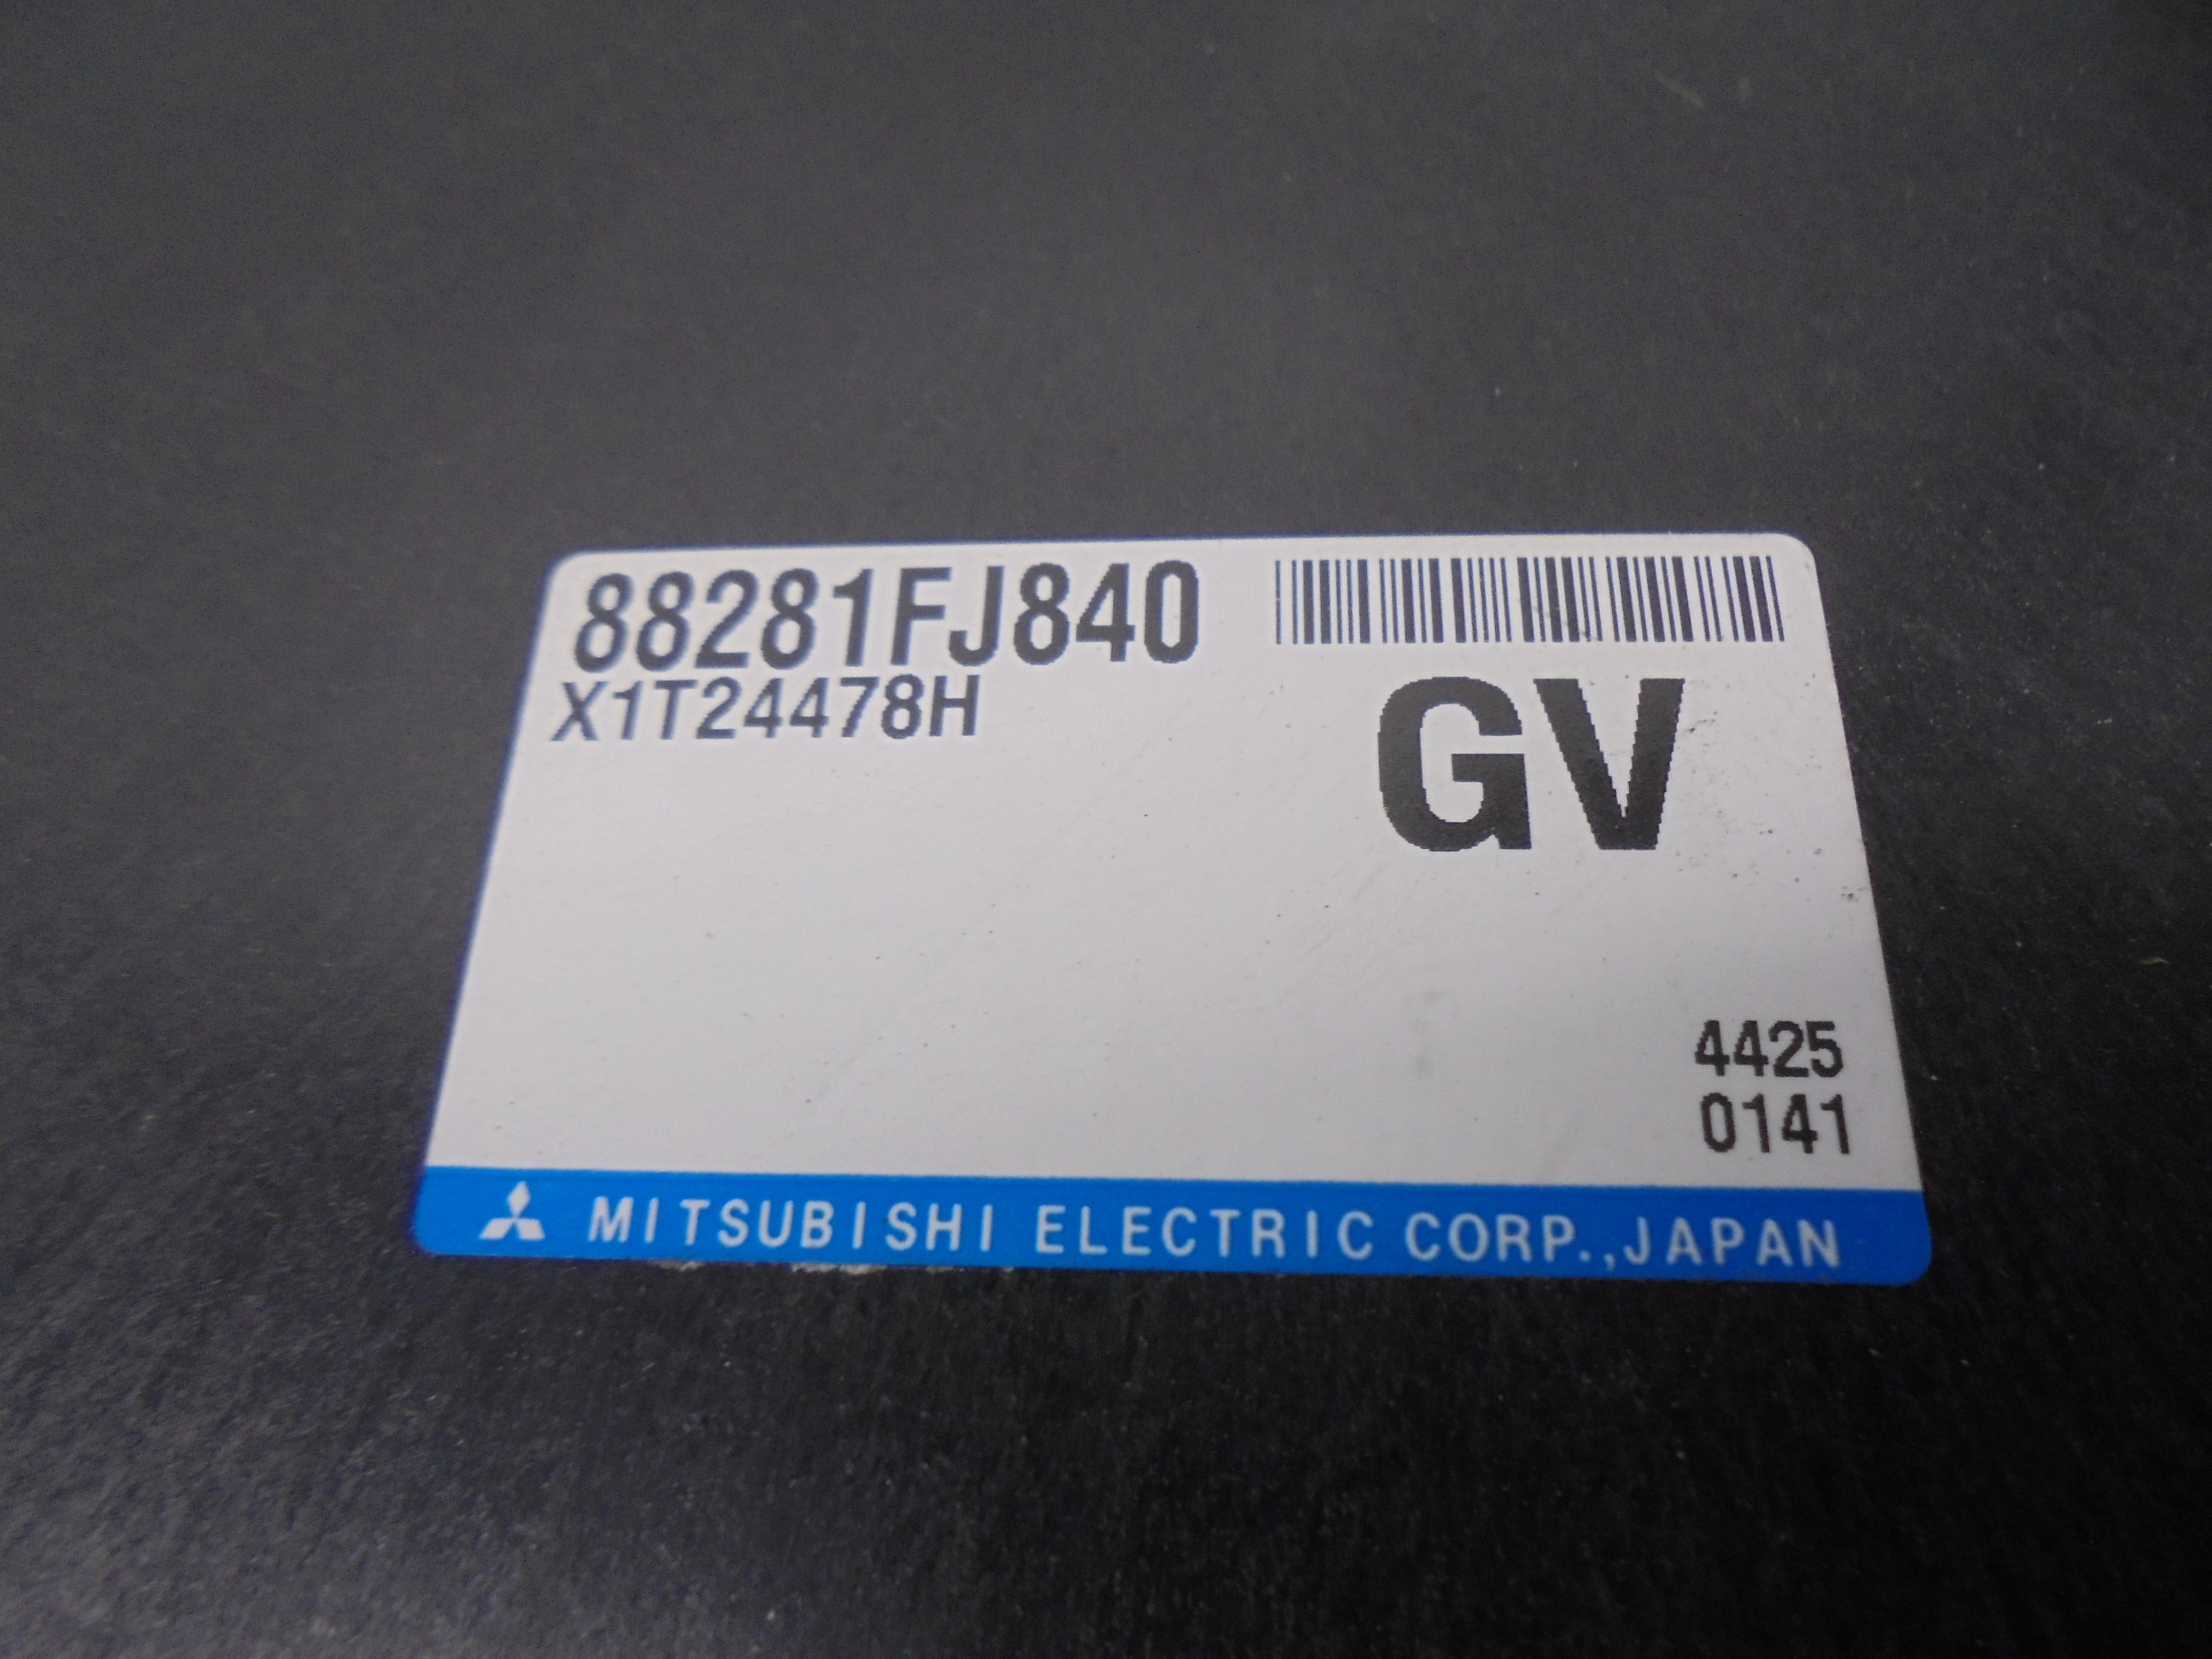 88281FJ840
X1T24478H
GV
4425
0141
MITSUBISHI ELECTRIC CORP.,JAPAN